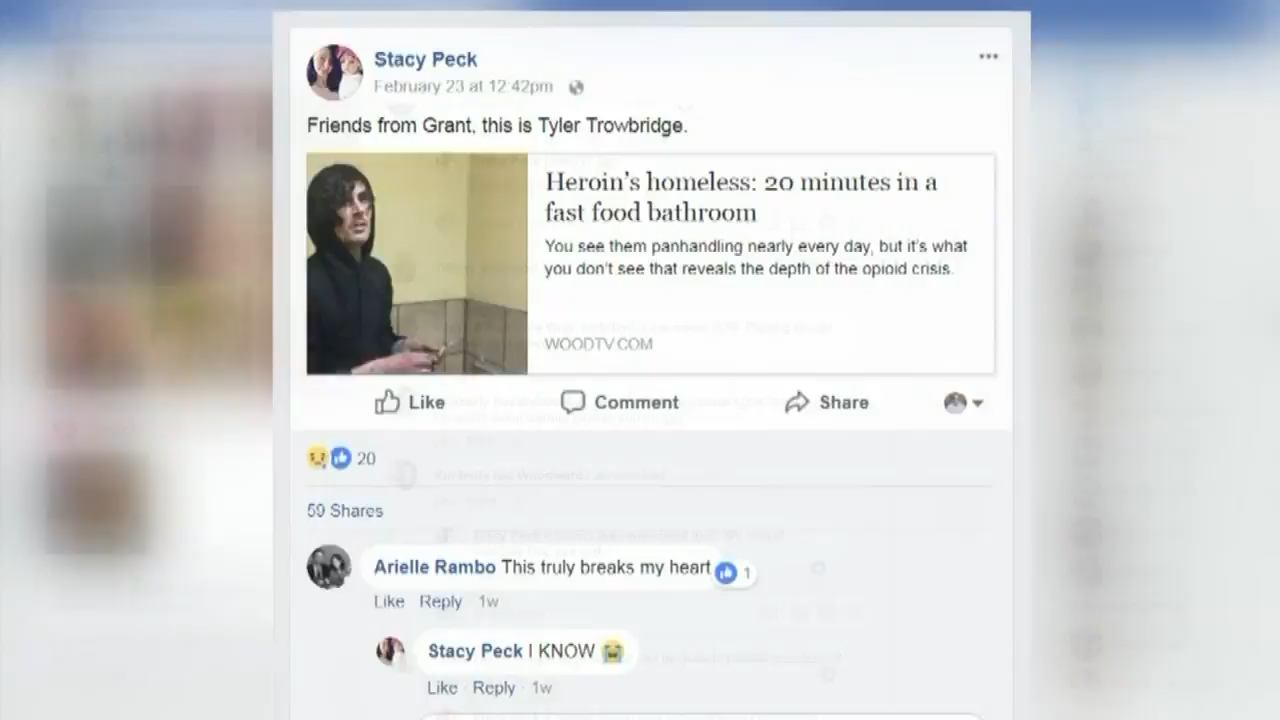 Stacy Peck
February 23 at 12:42pm
Friends from Grant, this is Tyler Trowbridge.
Heroin's homeless: 20 minutes in a
fast food bathroom
You see them panhandling nearly every day, but it's what
you don't see that reveals the depth of the opioid crisis.
WOODTV.COM
Like Comment Share
20
59 Shares
Arielle Rambo This truly breaks my heart 1
Like Reply 1w
Stacy Peck I KNOW 😭
Like · Reply · 1w